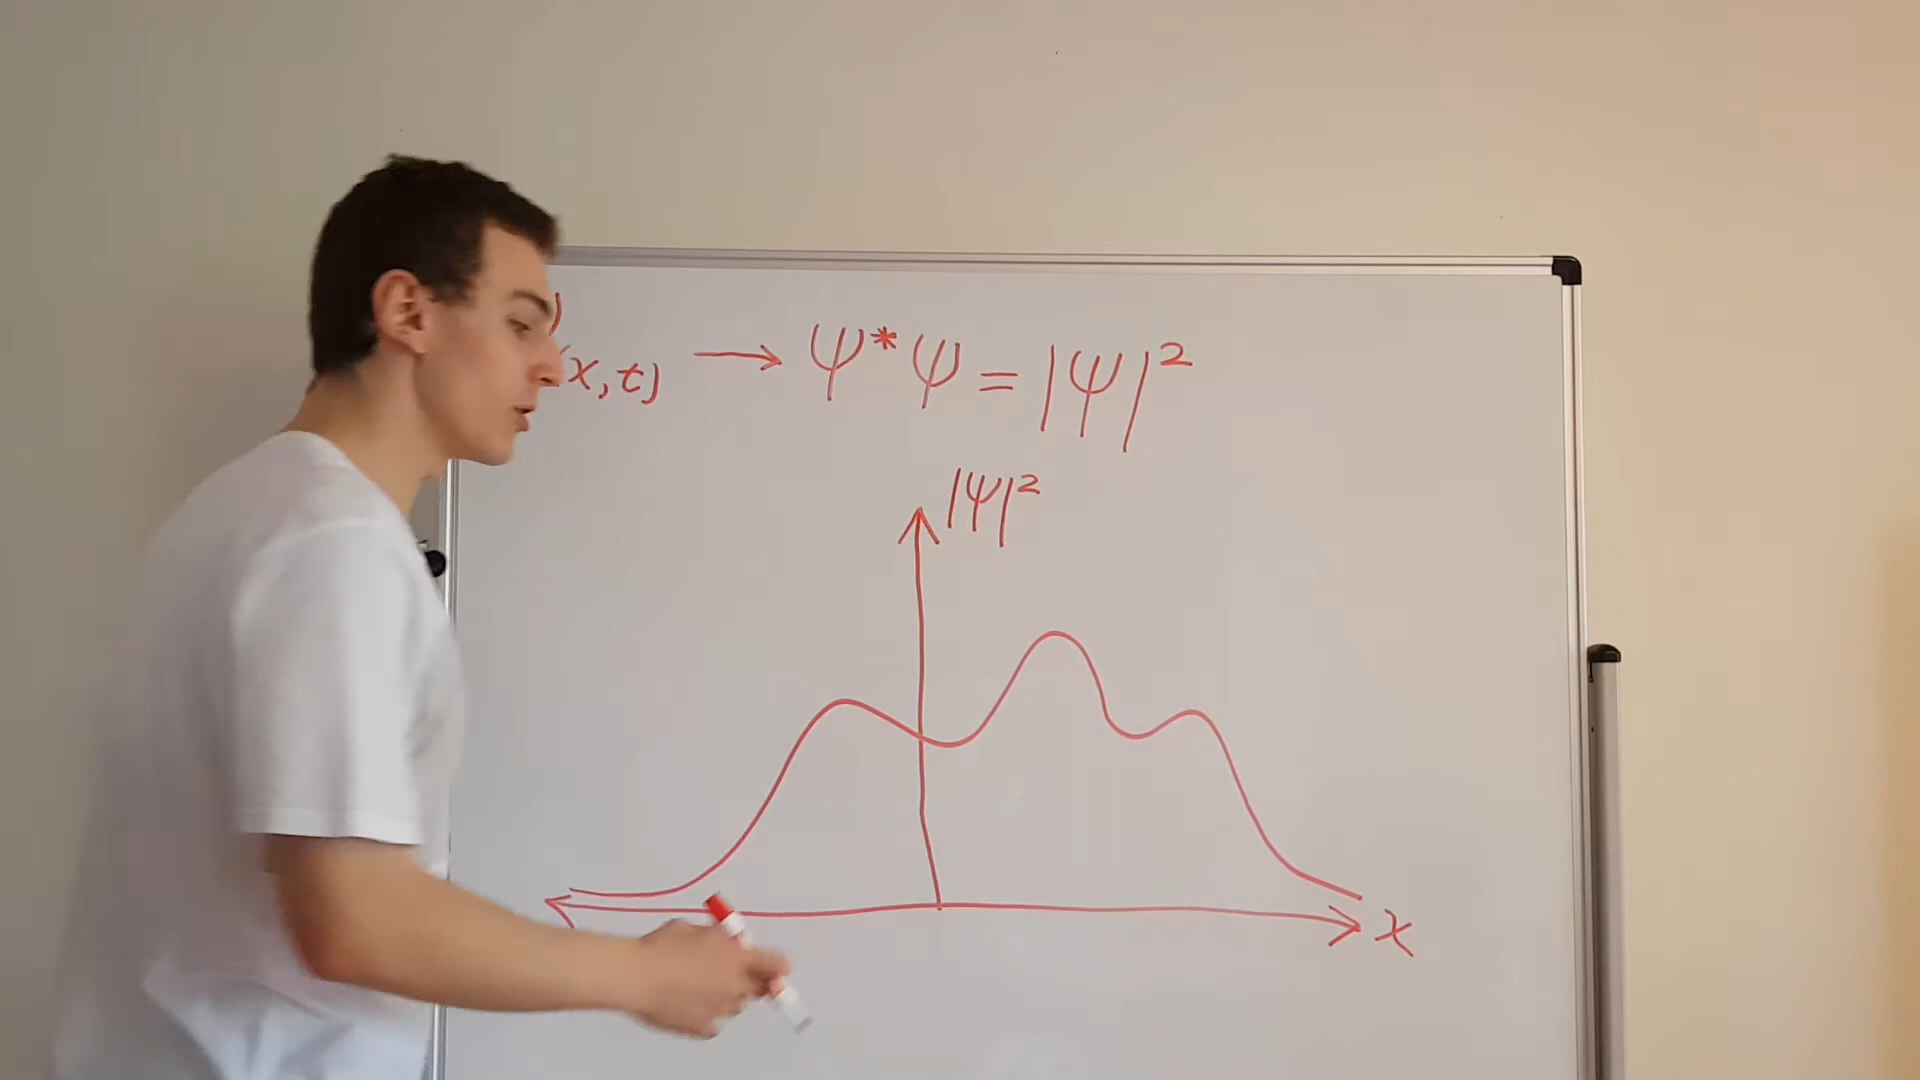 (x,t) → ψ*ψ = |ψ|²
|ψ|²
x